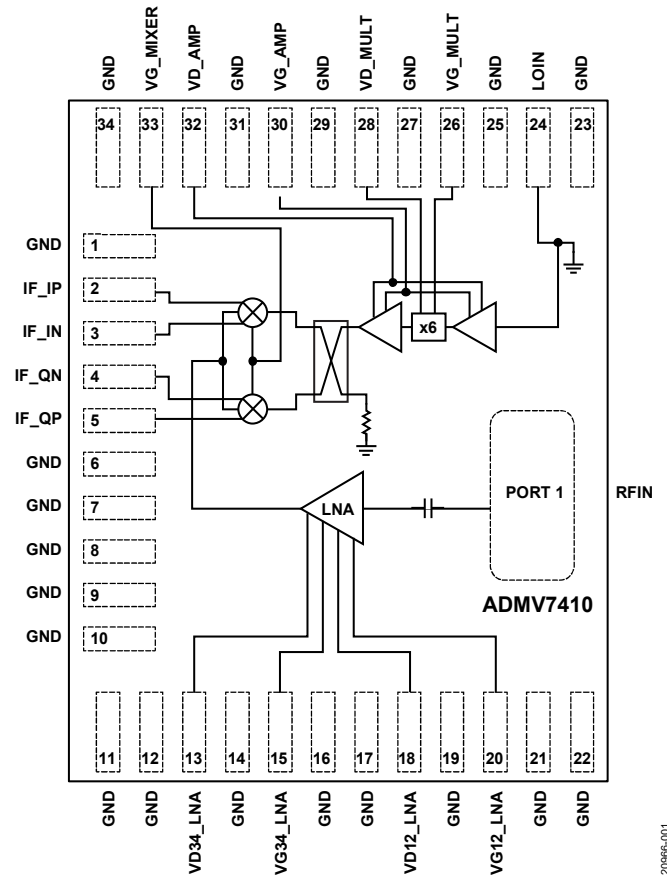 GND
VG_MIXER
VD_AMP
GND
VG_AMP
GND
VD_MULT
GND
VG_MULT
GND
LOIN
GND
34
33
32
31
30
29
28
27
26
25
24
23
GND 1
IF_IP 2
IF_IN 3
IF_QN 4
IF_QP 5
GND 6
GND 7
GND 8
GND 9
GND 10
x6
LNA
PORT 1
RFIN
ADMV7410
11
12
13
14
15
16
17
18
19
20
21
22
GND
GND
VD34_LNA
GND
VG34_LNA
GND
GND
VD12_LNA
GND
VG12_LNA
GND
GND
20966-001